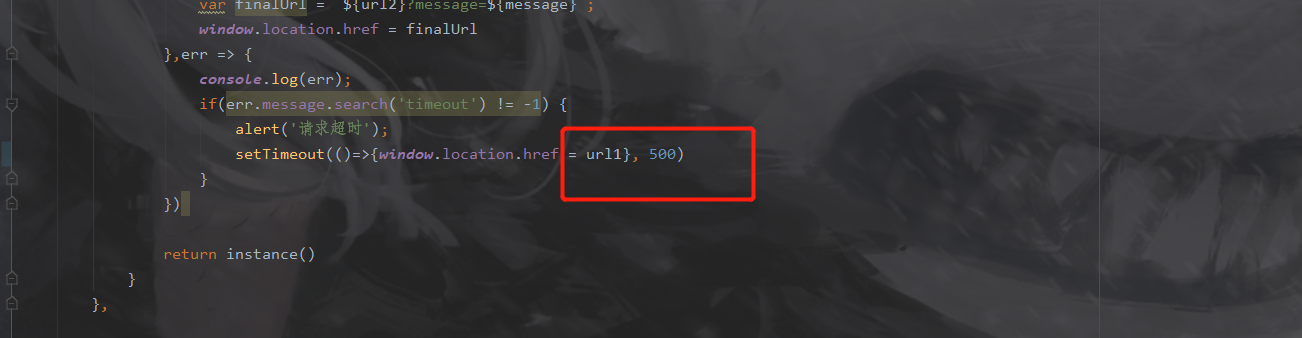 var finalUrl = `${url2}?message=${message}`;
window.location.href = finalUrl
},err => {
console.log(err);
if(err.message.search('timeout') != -1) {
alert('请求超时');
setTimeout(()=>{window.location.href = url1}, 500)
}
})
return instance()
}
},